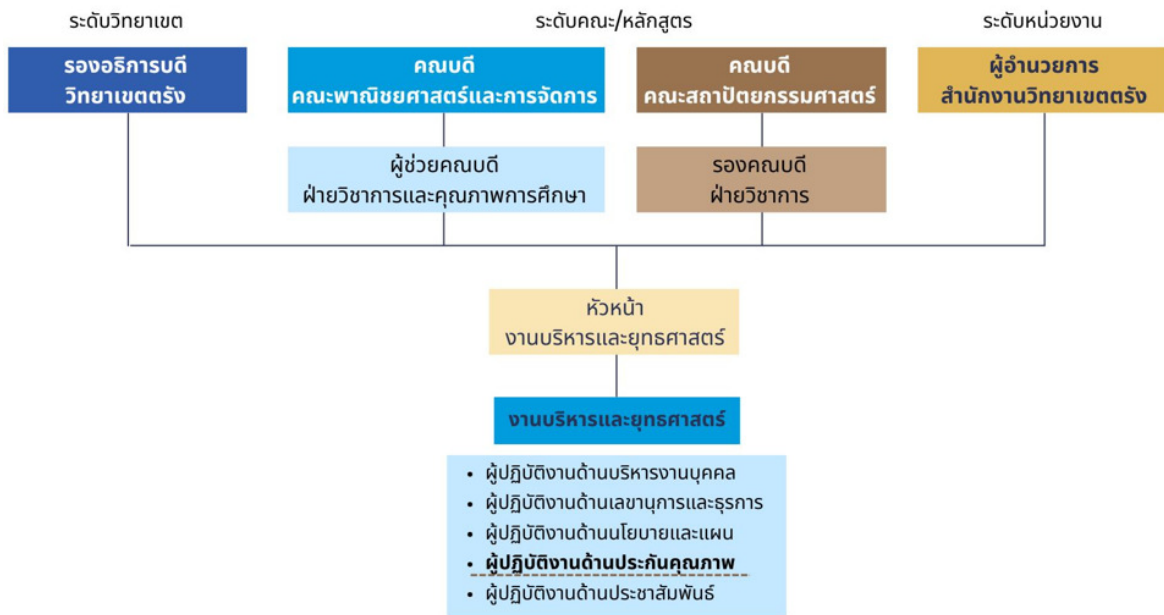 ระดับวิทยาเขต
ระดับคณะ/หลักสูตร
ระดับหน่วยงาน
รองอธิการบดี
วิทยาเขตตรัง
คณบดี
คณะพาณิชยศาสตร์และการจัดการ
คณบดี
คณะสถาปัตยกรรมศาสตร์
ผู้อำนวยการ
สำนักงานวิทยาเขตตรัง
ผู้ช่วยคณบดี
ฝ่ายวิชาการและคุณภาพการศึกษา
รองคณบดี
ฝ่ายวิชาการ
หัวหน้า
งานบริหารและยุทธศาสตร์
งานบริหารและยุทธศาสตร์
• ผู้ปฏิบัติงานด้านบริหารงานบุคคล
• ผู้ปฏิบัติงานด้านเลขานุการและธุรการ
• ผู้ปฏิบัติงานด้านนโยบายและแผน
• ผู้ปฏิบัติงานด้านประกันคุณภาพ
• ผู้ปฏิบัติงานด้านประชาสัมพันธ์